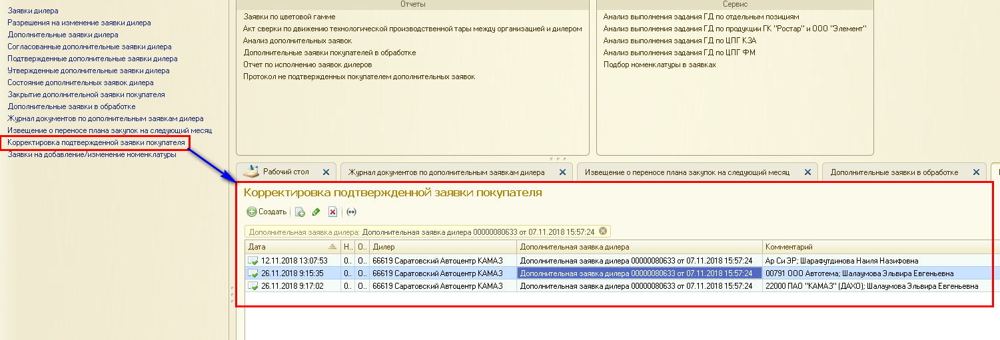 Заявки дилера
Разрешения на изменение заявки дилера
Дополнительные заявки дилера
Согласованные дополнительные заявки дилера
Подтвержденные дополнительные заявки дилера
Утвержденные дополнительные заявки дилера
Состояние дополнительных заявок дилера
Закрытие дополнительной заявки покупателя
Дополнительные заявки в обработке
Журнал документов по дополнительным заявкам дилера
Извещение о переносе плана закупок на следующий месяц
Корректировка подтвержденной заявки покупателя
Заявки на добавление/изменение номенклатуры
Отчеты
Заявки по цветовой гамме
Акт сверки по движению технологической производственной тары между организацией и дилером
Анализ дополнительных заявок
Дополнительные заявки покупателей в обработке
Отчет по исполнению заявок дилеров
Протокол не подтвержденных покупателем дополнительных заявок
Сервис
Анализ выполнения задания ГД по отдельным позициям
Анализ выполнения задания ГД по продукции ГК "Ростар" и ООО "Элемент"
Анализ выполнения задания ГД по ЦПГ КЗА
Анализ выполнения задания ГД по ЦПГ ФМ
Подбор номенклатуры в заявках
Рабочий стол Журнал документов по дополнительным заявкам дилера Извещение о переносе плана закупок на следующий месяц Дополнительные заявки в обработке
Корректировка подтвержденной заявки покупателя
Создать
Дополнительная заявка дилера: Дополнительная заявка дилера 00000080633 от 07.11.2018 15:57:24
Дата Н.. О.. Дилер Дополнительная заявка дилера Комментарий
12.11.2018 13:07:53 0.. 0.. 66619 Саратовский Автоцентр КАМАЗ Дополнительная заявка дилера 00000080633 от 07.11.2018 15:57:24 Ар Си ЭР; Шарафутдинова Наиля Назифовна
26.11.2018 9:15:35 0.. 0.. 66619 Саратовский Автоцентр КАМАЗ Дополнительная заявка дилера 00000080633 от 07.11.2018 15:57:24 00791 ООО Автотема; Шалаумова Эльвира Евгеньевна
26.11.2018 9:17:02 0.. 0.. 66619 Саратовский Автоцентр КАМАЗ Дополнительная заявка дилера 00000080633 от 07.11.2018 15:57:24 22000 ПАО "КАМАЗ" (ДАХО); Шалаумова Эльвира Евгеньевна